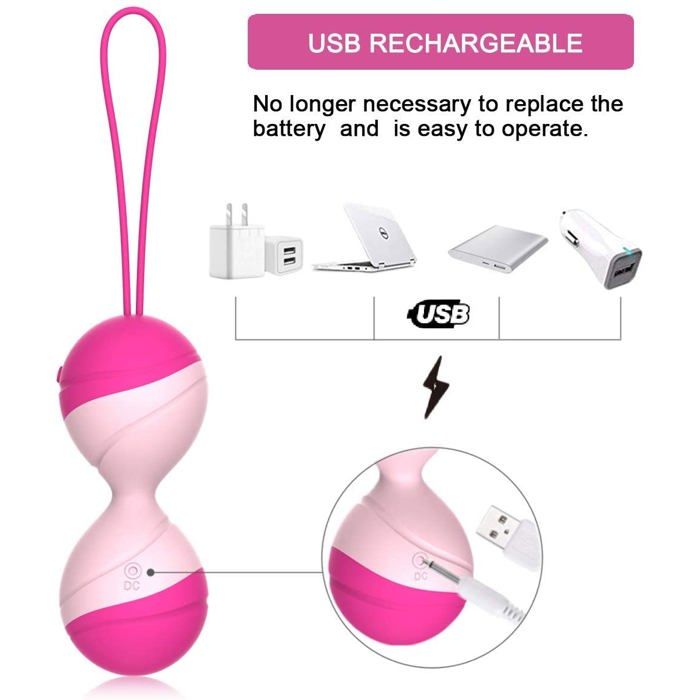 USB RECHARGEABLE
No longer necessary to replace the
battery and is easy to operate.
USB
DC
DC